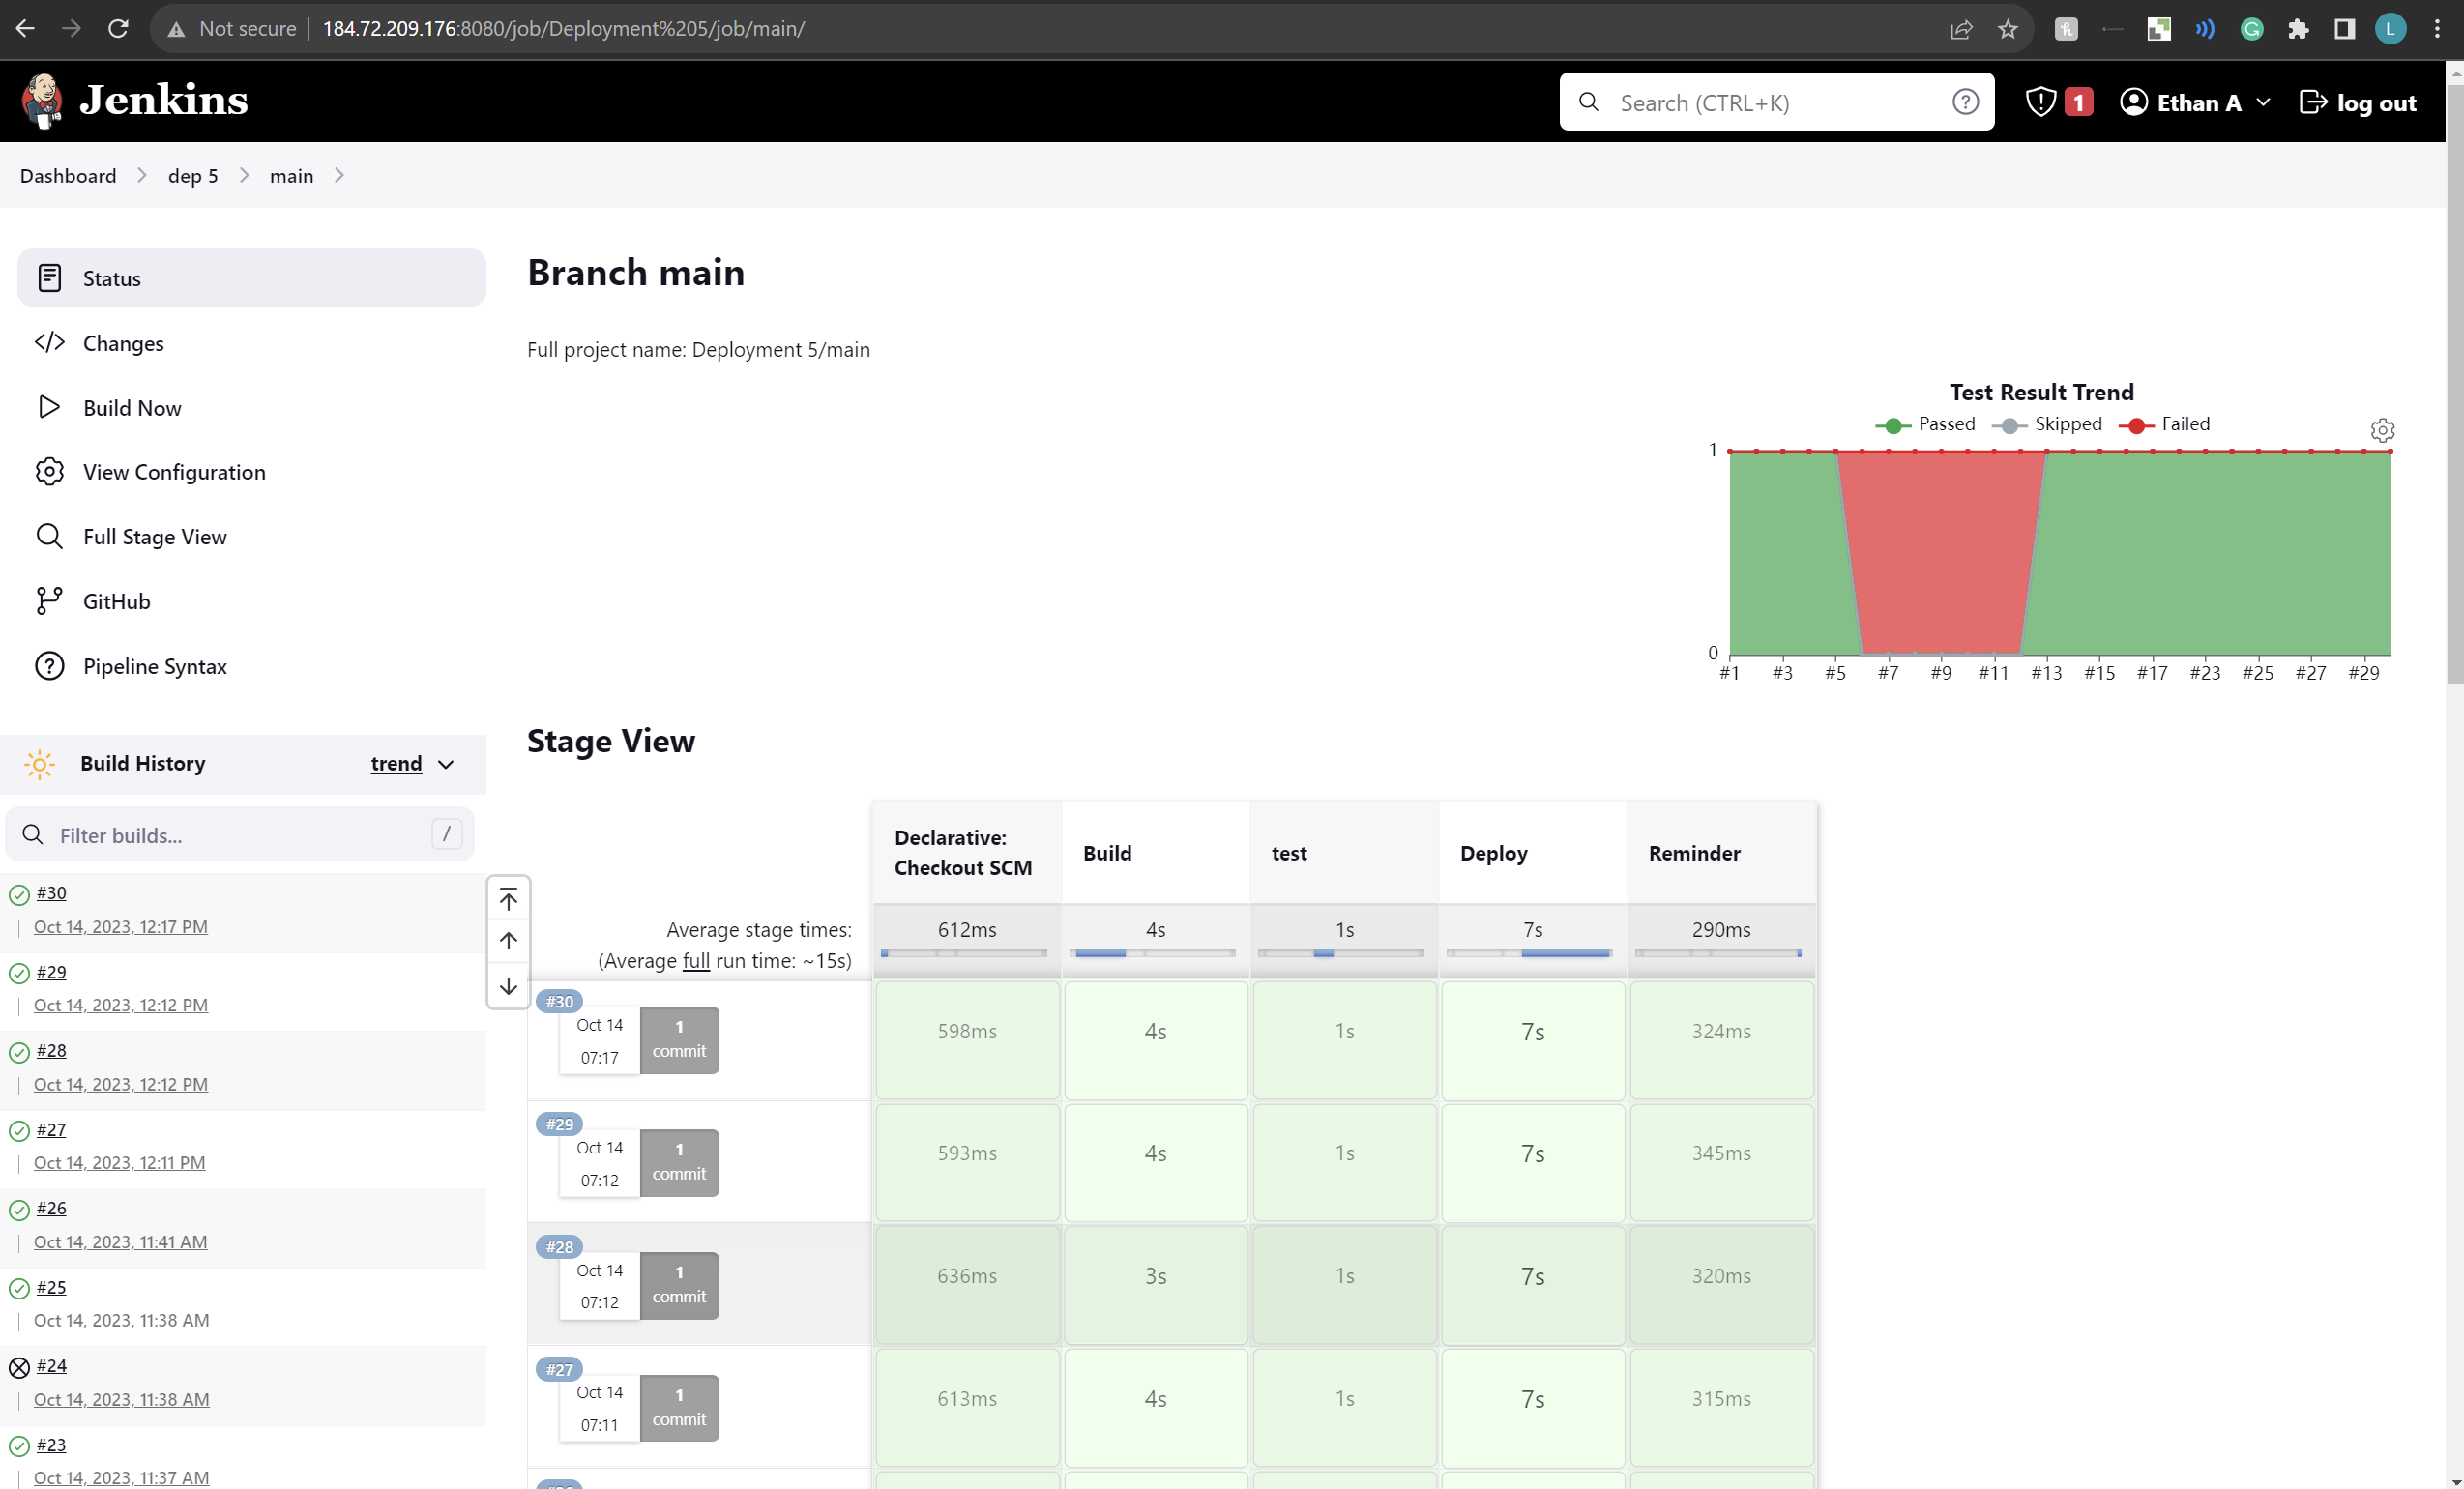 Not secure | 184.72.209.176:8080/job/Deployment%205/job/main/
L
Jenkins
Search (CTRL+K)
1
Ethan A
log out
Dashboard
dep 5
main
Status
Changes
Build Now
View Configuration
Full Stage View
GitHub
Pipeline Syntax
Build History
trend
Filter builds...
/
#30
Oct 14, 2023, 12:17 PM
#29
Oct 14, 2023, 12:12 PM
#28
Oct 14, 2023, 12:12 PM
#27
Oct 14, 2023, 12:11 PM
#26
Oct 14, 2023, 11:41 AM
#25
Oct 14, 2023, 11:38 AM
#24
Oct 14, 2023, 11:38 AM
#23
Oct 14, 2023, 11:37 AM
Branch main
Full project name: Deployment 5/main
Test Result Trend
Passed Skipped Failed
1
0
#1 #3 #5 #7 #9 #11 #13 #15 #17 #23 #25 #27 #29
Stage View
Declarative:
Checkout SCM
Build
test
Deploy
Reminder
Average stage times:
(Average full run time: ~15s)
612ms 4s 1s 7s 290ms
#30
Oct 14
07:17
1
commit
598ms 4s 1s 7s 324ms
#29
Oct 14
07:12
1
commit
593ms 4s 1s 7s 345ms
#28
Oct 14
07:12
1
commit
636ms 3s 1s 7s 320ms
#27
Oct 14
07:11
1
commit
613ms 4s 1s 7s 315ms